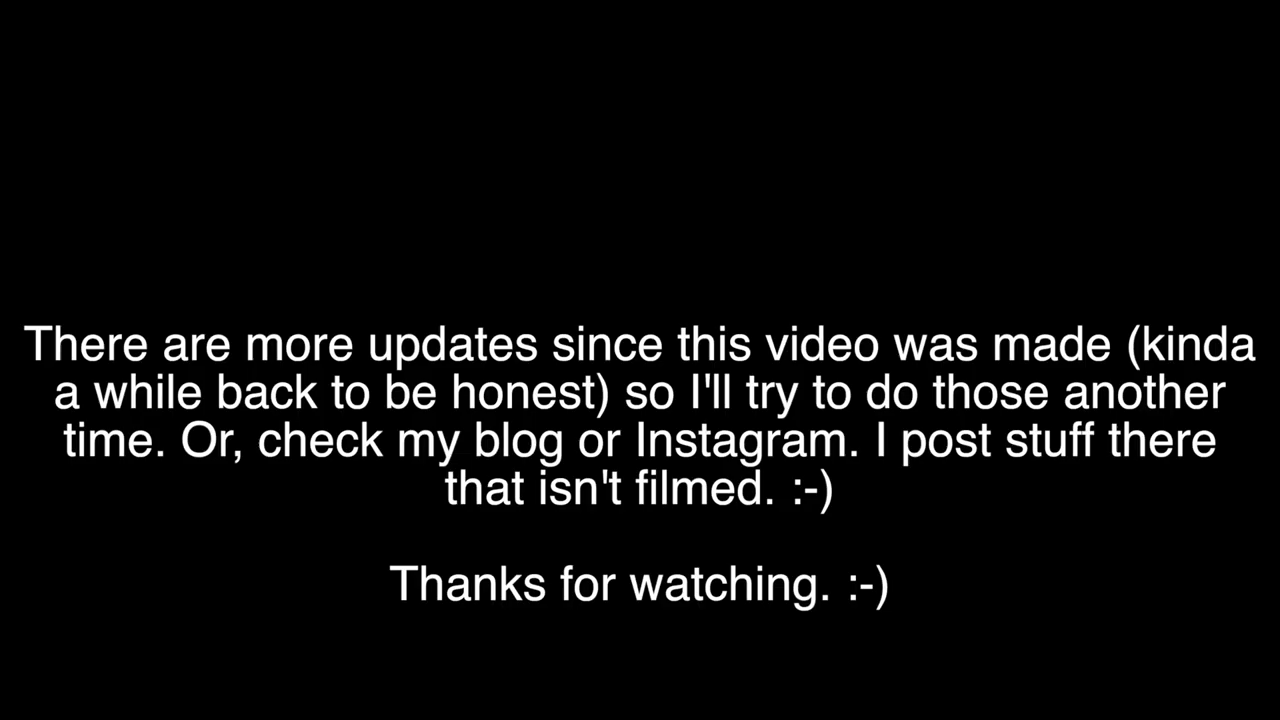 There are more updates since this video was made (kinda
a while back to be honest) so I'll try to do those another
time. Or, check my blog or Instagram. I post stuff there
that isn't filmed. :-)
Thanks for watching. :-)